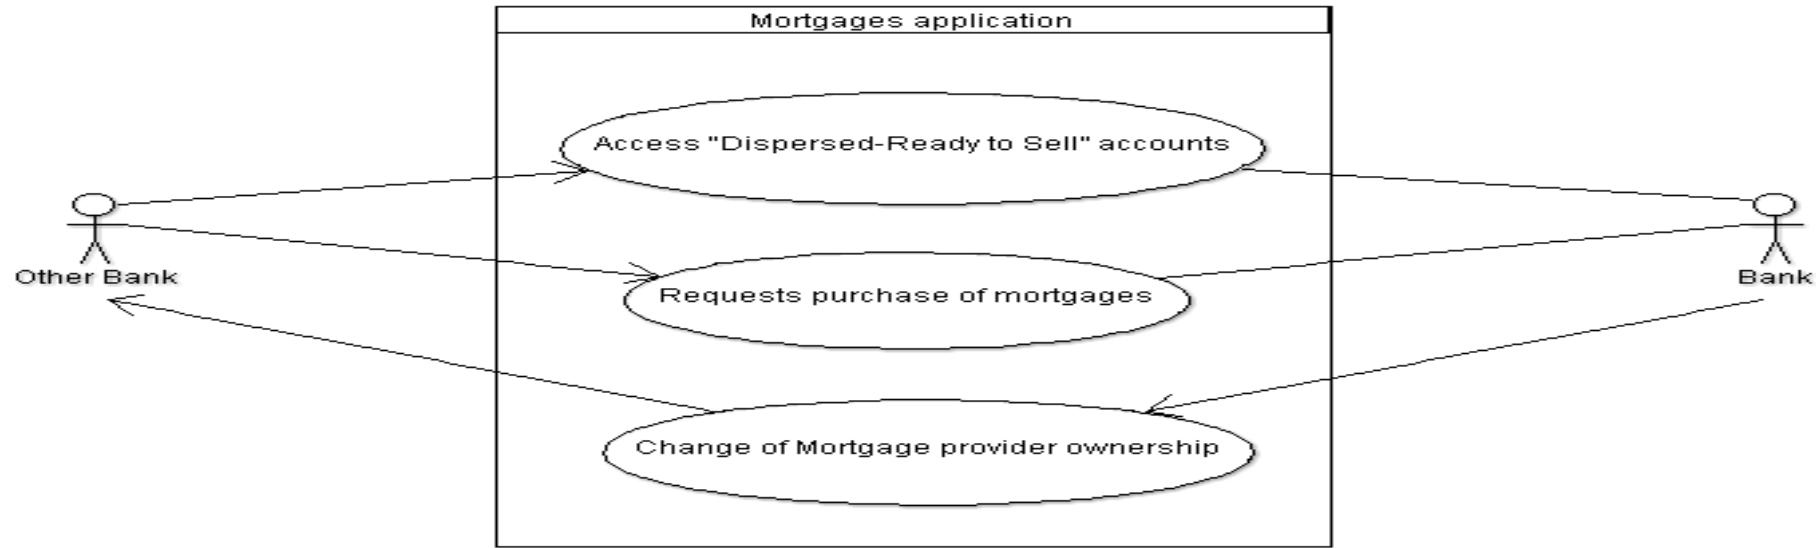 Mortgages application
Access "Dispersed-Ready to Sell" accounts
Other Bank
Bank
Requests purchase of mortgages
Change of Mortgage provider ownership